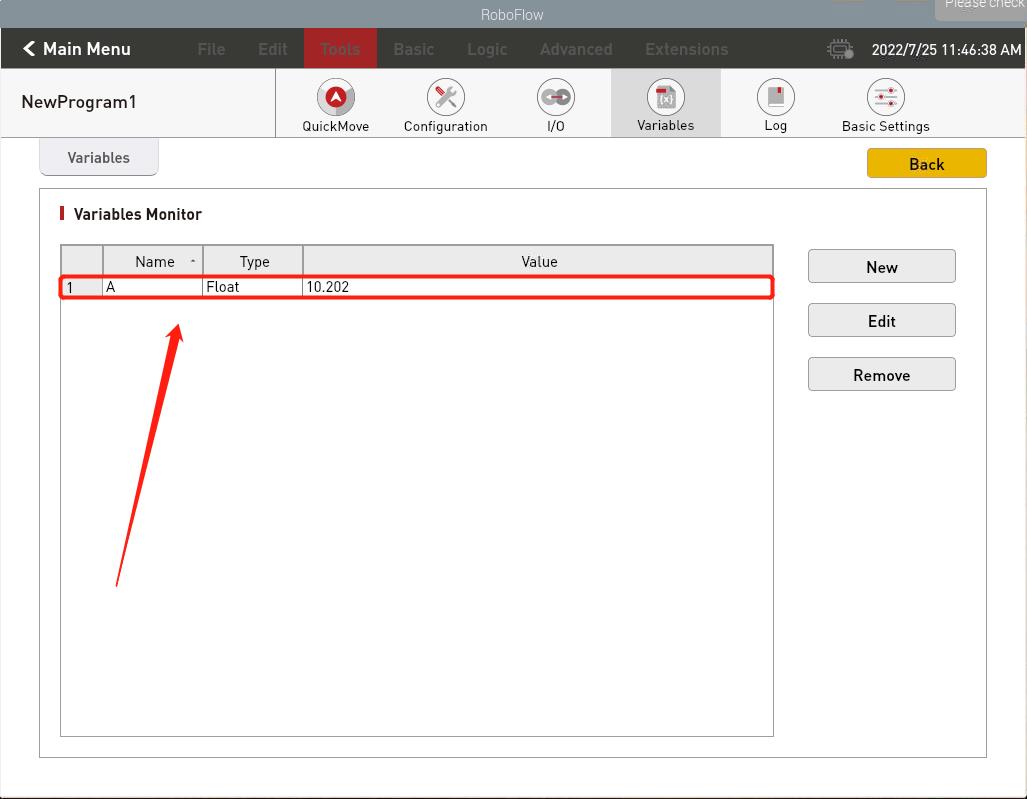 RoboFlow
Please check
Main Menu File Edit Tools Basic Logic Advanced Extensions 2022/7/25 11:46:38 AM
NewProgram1
QuickMove Configuration I/O Variables Log Basic Settings
Variables
Back
Variables Monitor
Name Type Value
1 A Float 10.202
New
Edit
Remove